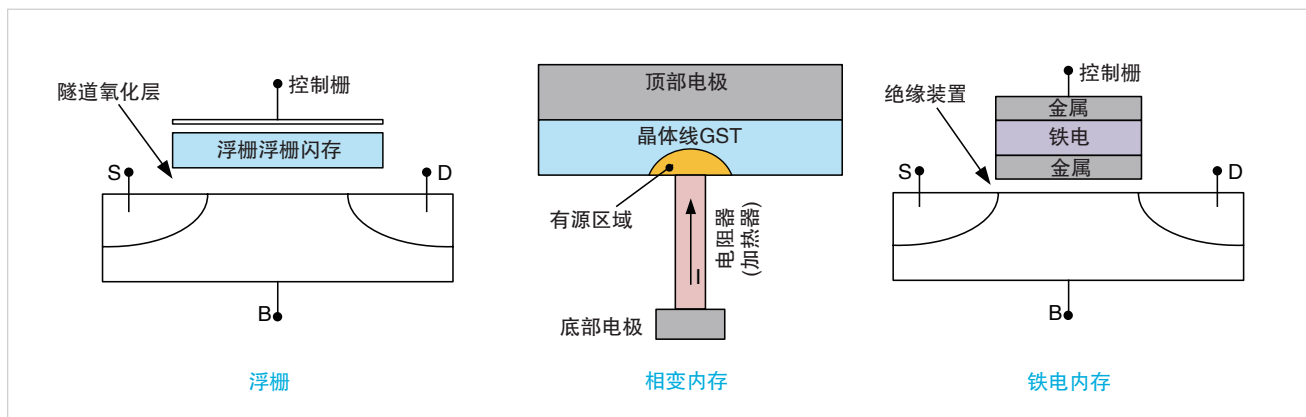 隧道氧化层
控制栅
浮栅浮栅闪存
S
D
B
浮栅
顶部电极
晶体线GST
有源区域
电阻器
(加热器)
I
底部电极
相变内存
绝缘装置
控制栅
金属
铁电
金属
S
D
B
铁电内存